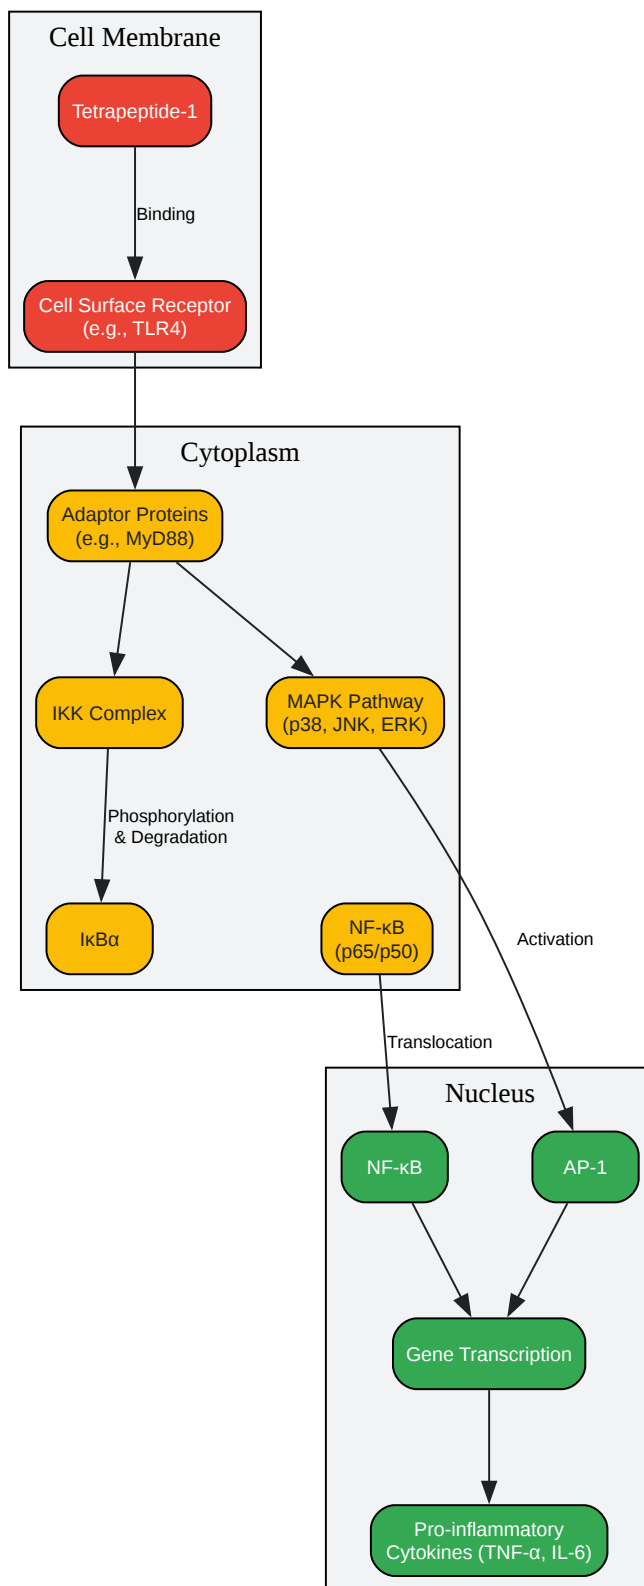 Cell Membrane
Tetrapeptide-1
Binding
Cell Surface Receptor
(e.g., TLR4)
Cytoplasm
Adaptor Proteins
(e.g., MyD88)
IKK Complex
MAPK Pathway
(p38, JNK, ERK)
Phosphorylation
& Degradation
IκBα
NF-κB
(p65/p50)
Activation
Translocation
Nucleus
NF-κB
AP-1
Gene Transcription
Pro-inflammatory
Cytokines (TNF-α, IL-6)